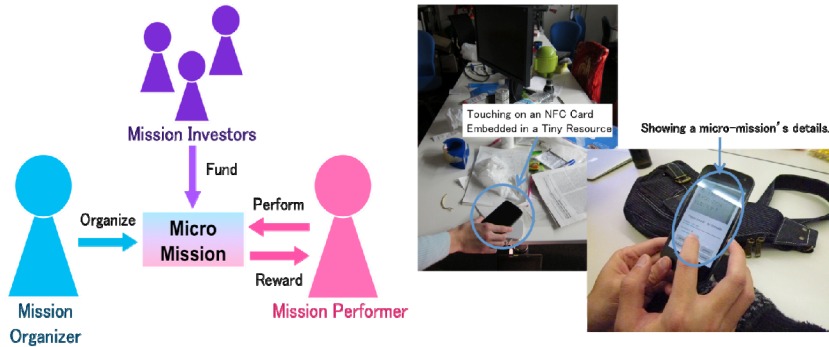 Mission Investors
Fund
Organize
Micro
Mission
Perform
Reward
Mission
Organizer
Mission Performer
Touching on an NFC Card
Embedded in a Tiny Resource
Showing a micro-mission's details.